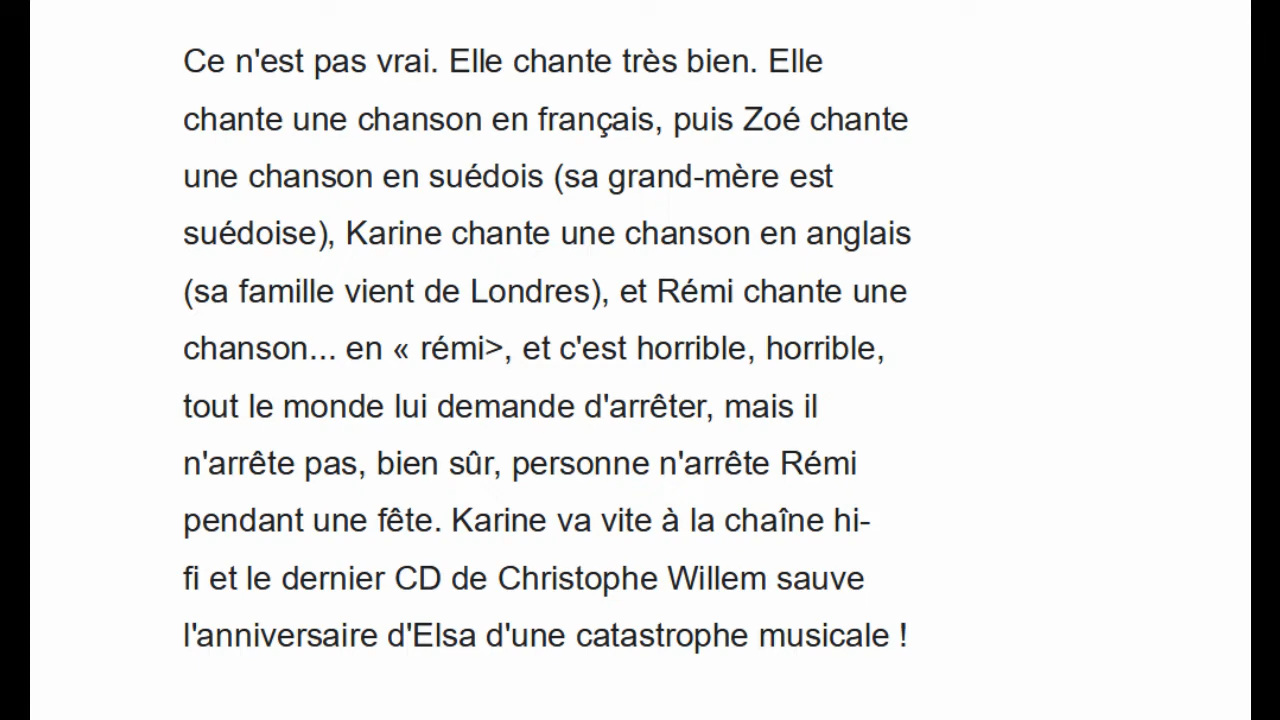 Ce n'est pas vrai. Elle chante très bien. Elle
chante une chanson en français, puis Zoé chante
une chanson en suédois (sa grand-mère est
suédoise), Karine chante une chanson en anglais
(sa famille vient de Londres), et Rémi chante une
chanson... en « rémi>, et c'est horrible, horrible,
tout le monde lui demande d'arrêter, mais il
n'arrête pas, bien sûr, personne n'arrête Rémi
pendant une fête. Karine va vite à la chaîne hi-
fi et le dernier CD de Christophe Willem sauve
l'anniversaire d'Elsa d'une catastrophe musicale !